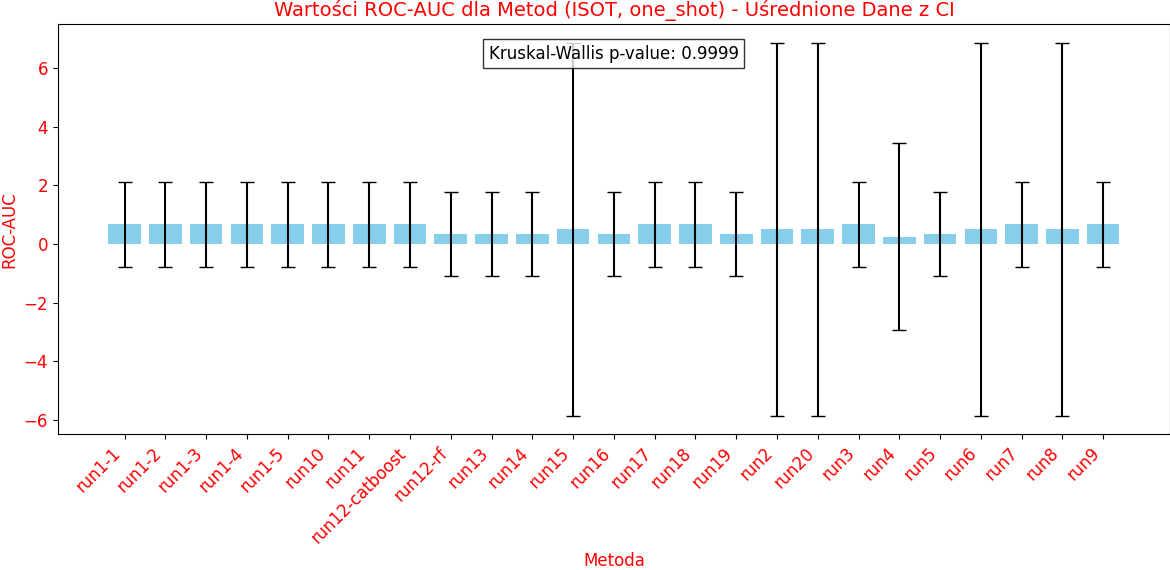 Wartości ROC-AUC dla Metod (ISOT, one_shot) - Uśrednione Dane z CI
Kruskal-Wallis p-value: 0.9999
ROC-AUC
6
4
2
0
−2
−4
−6
run1-1
run1-2
run1-3
run1-4
run1-5
run10
run11
run12-catboost
run12-rf
run13
run14
run15
run16
run17
run18
run19
run2
run20
run3
run4
run5
run6
run7
run8
run9
Metoda